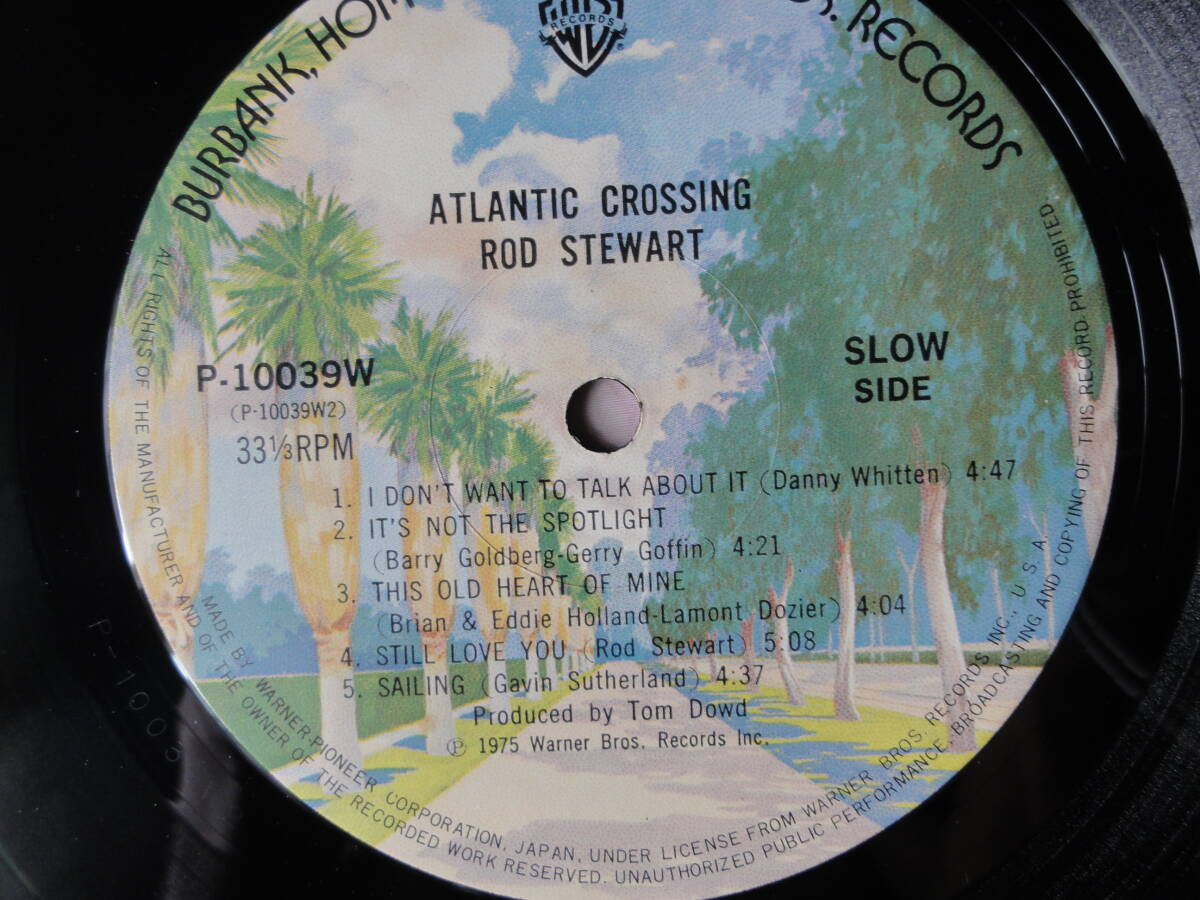 BURBANK, HOM
RECORDS
S. RECORDS
ATLANTIC CROSSING
ROD STEWART
P-10039W
(P-10039W2)
33⅓RPM
SLOW
SIDE
1. I DON'T WANT TO TALK ABOUT IT (Danny Whitten) 4:47
2. IT'S NOT THE SPOTLIGHT
(Barry Goldberg-Gerry Goffin) 4:21
3. THIS OLD HEART OF MINE
(Brian & Eddie Holland-Lamont Dozier) 4:04
4. STILL LOVE YOU (Rod Stewart) 5:08
5. SAILING (Gavin Sutherland) 4:37
Produced by Tom Dowd
Ⓟ 1975 Warner Bros. Records Inc.
MADE BY WARNER-PIONEER CORPORATION, JAPAN, UNDER LICENSE FROM WARNER BROS. RECORDS INC., U. S. A.
ALL RIGHTS OF THE MANUFACTURER AND OF THE OWNER OF THE RECORDED WORK RESERVED. UNAUTHORIZED PUBLIC PERFORMANCE, BROADCASTING AND COPYING OF THIS RECORD PROHIBITED.
P-1003